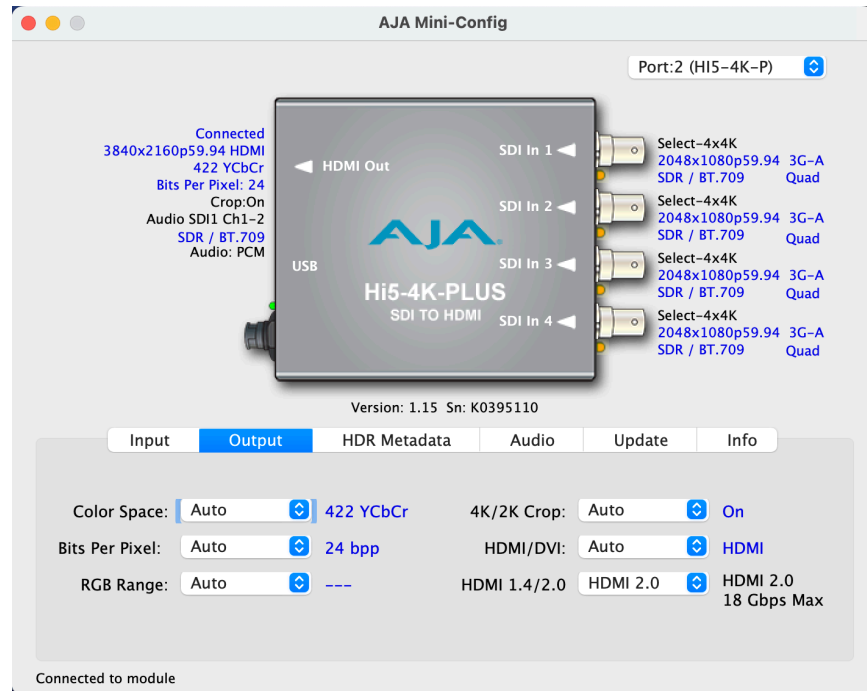 AJA Mini-Config
Port:2 (HI5-4K-P)
Connected
3840x2160p59.94 HDMI
422 YCbCr
Bits Per Pixel: 24
Crop:On
Audio SDI1 Ch1-2
SDR / BT.709
Audio: PCM
HDMI Out
USB
SDI In 1
SDI In 2
SDI In 3
SDI In 4
AJA
Hi5-4K-PLUS
SDI TO HDMI
Select-4x4K
2048x1080p59.94 3G-A
SDR / BT.709 Quad
Select-4x4K
2048x1080p59.94 3G-A
SDR / BT.709 Quad
Select-4x4K
2048x1080p59.94 3G-A
SDR / BT.709 Quad
Select-4x4K
2048x1080p59.94 3G-A
SDR / BT.709 Quad
Version: 1.15 Sn: K0395110
Input Output HDR Metadata Audio Update Info
Color Space: Auto 422 YCbCr 4K/2K Crop: Auto On
Bits Per Pixel: Auto 24 bpp HDMI/DVI: Auto HDMI
RGB Range: Auto --- HDMI 1.4/2.0 HDMI 2.0 HDMI 2.0
18 Gbps Max
Connected to module